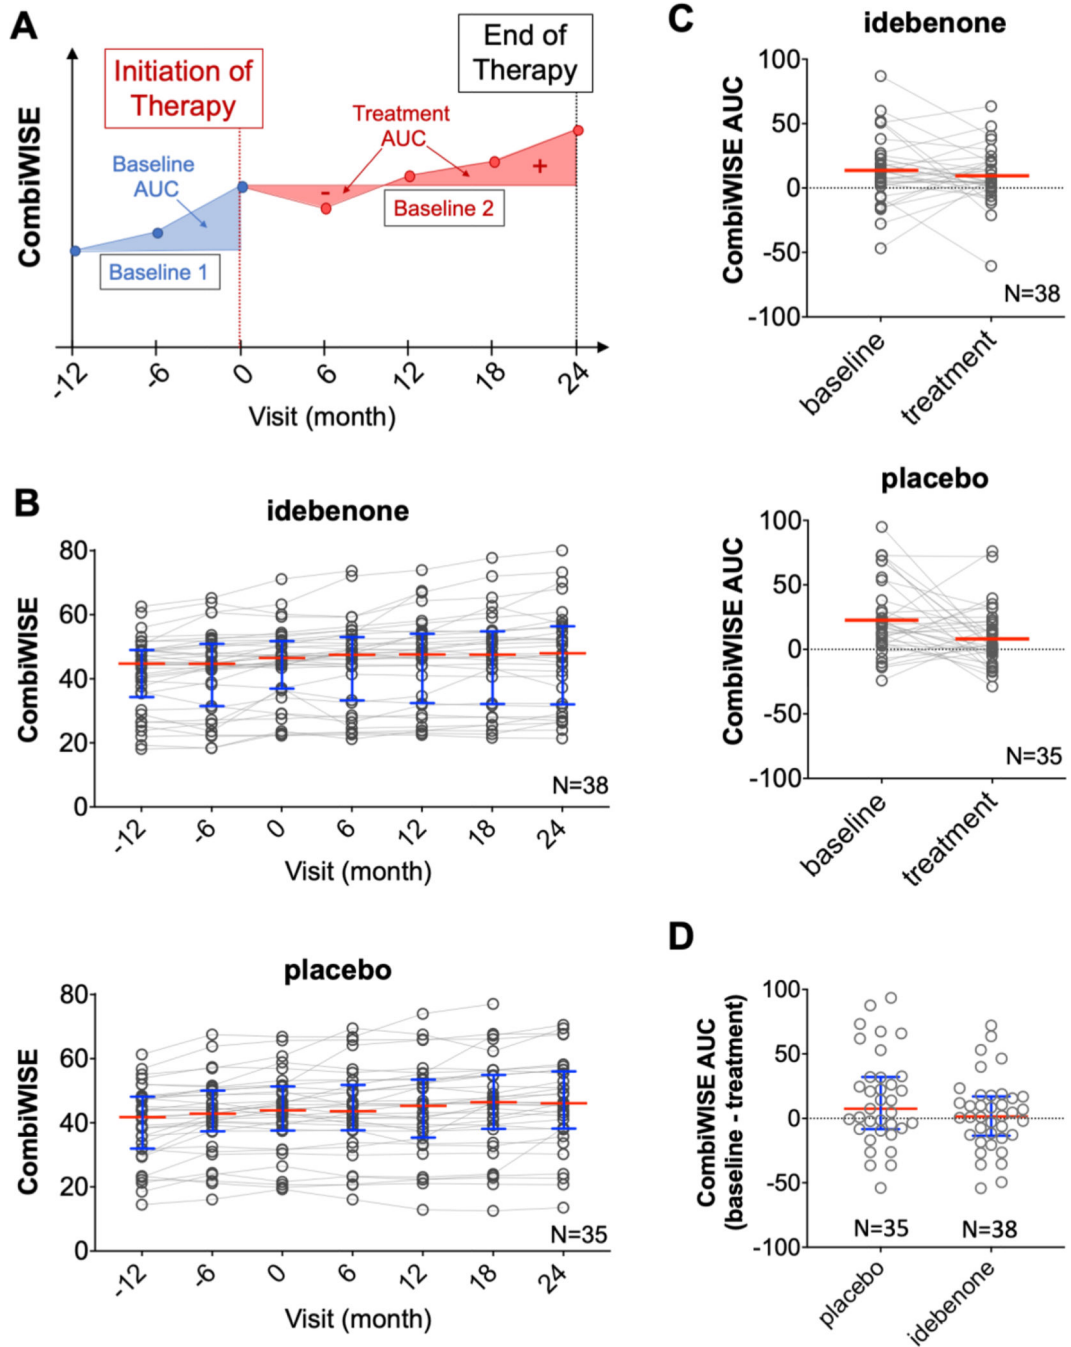 A
CombiWISE
Initiation of
Therapy
End of
Therapy
Baseline
AUC
Treatment
AUC
-
+
Baseline 1
Baseline 2
-12
-6
0
6
12
18
24
Visit (month)
B
idebenone
CombiWISE
80
60
40
20
0
N=38
-12
-6
0
6
12
18
24
Visit (month)
placebo
CombiWISE
80
60
40
20
0
N=35
-12
-6
0
6
12
18
24
Visit (month)
C
idebenone
CombiWISE AUC
100
50
0
-50
-100
N=38
baseline
treatment
placebo
CombiWISE AUC
100
50
0
-50
-100
N=35
baseline
treatment
D
CombiWISE AUC
(baseline - treatment)
100
50
0
-50
-100
N=35
N=38
placebo
idebenone